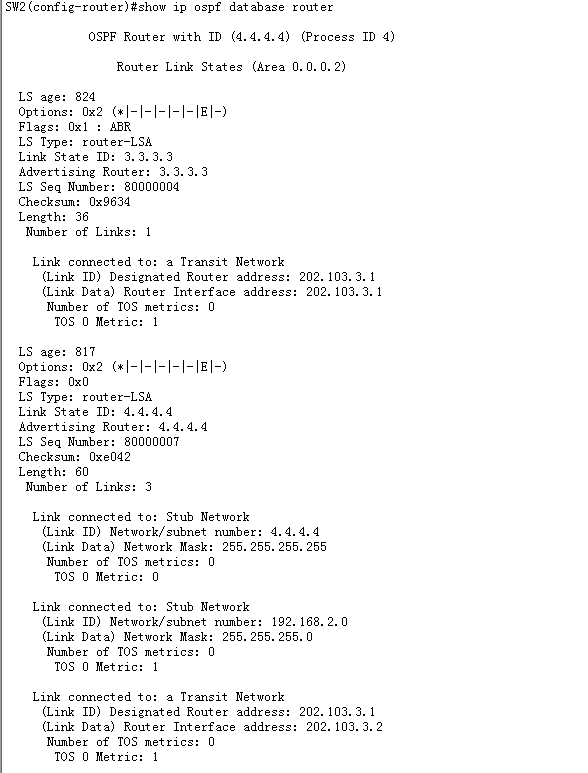 SW2(config-router)#show ip ospf database router
OSPF Router with ID (4.4.4.4) (Process ID 4)
Router Link States (Area 0.0.0.2)
LS age: 824
Options: 0x2 (*|-|-|-|-|-|E|-)
Flags: 0x1 : ABR
LS Type: router-LSA
Link State ID: 3.3.3.3
Advertising Router: 3.3.3.3
LS Seq Number: 80000004
Checksum: 0x9634
Length: 36
Number of Links: 1
Link connected to: a Transit Network
(Link ID) Designated Router address: 202.103.3.1
(Link Data) Router Interface address: 202.103.3.1
Number of TOS metrics: 0
TOS 0 Metric: 1
LS age: 817
Options: 0x2 (*|-|-|-|-|-|E|-)
Flags: 0x0
LS Type: router-LSA
Link State ID: 4.4.4.4
Advertising Router: 4.4.4.4
LS Seq Number: 80000007
Checksum: 0xe042
Length: 60
Number of Links: 3
Link connected to: Stub Network
(Link ID) Network/subnet number: 4.4.4.4
(Link Data) Network Mask: 255.255.255.255
Number of TOS metrics: 0
TOS 0 Metric: 0
Link connected to: Stub Network
(Link ID) Network/subnet number: 192.168.2.0
(Link Data) Network Mask: 255.255.255.0
Number of TOS metrics: 0
TOS 0 Metric: 1
Link connected to: a Transit Network
(Link ID) Designated Router address: 202.103.3.1
(Link Data) Router Interface address: 202.103.3.2
Number of TOS metrics: 0
TOS 0 Metric: 1